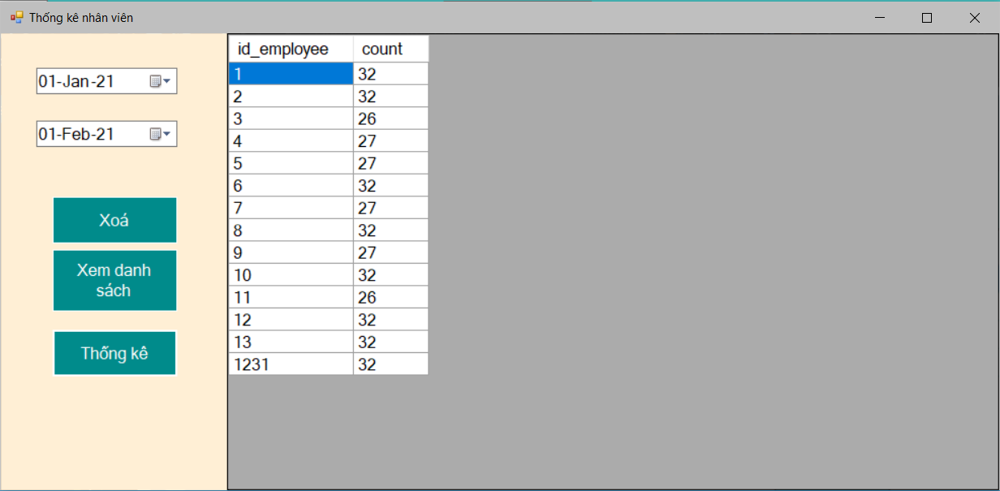 Thống kê nhân viên
01-Jan-21
01-Feb-21
Xoá
Xem danh
sách
Thống kê
id_employee count
1 32
2 32
3 26
4 27
5 27
6 32
7 27
8 32
9 27
10 32
11 26
12 32
13 32
1231 32